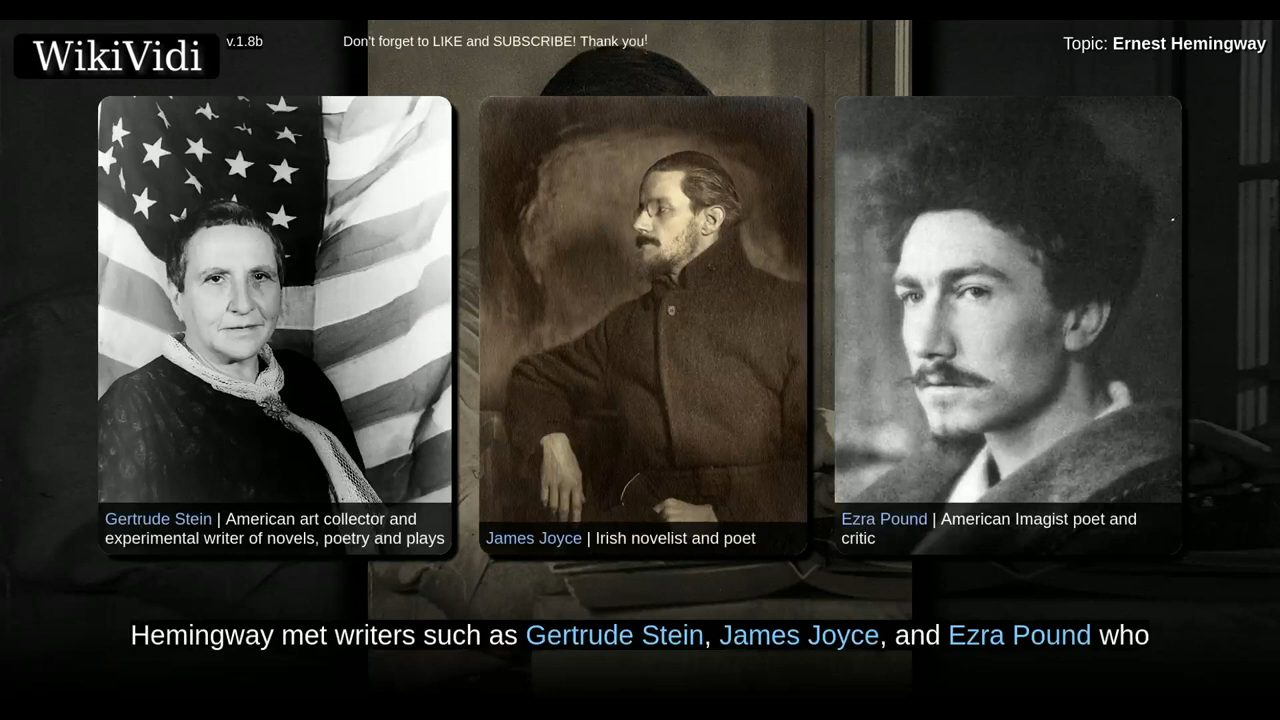 WikiVidi v.1.8b Don't forget to LIKE and SUBSCRIBE! Thank you! Topic: Ernest Hemingway
Gertrude Stein | American art collector and
experimental writer of novels, poetry and plays
James Joyce | Irish novelist and poet
Ezra Pound | American Imagist poet and
critic
Hemingway met writers such as Gertrude Stein, James Joyce, and Ezra Pound who